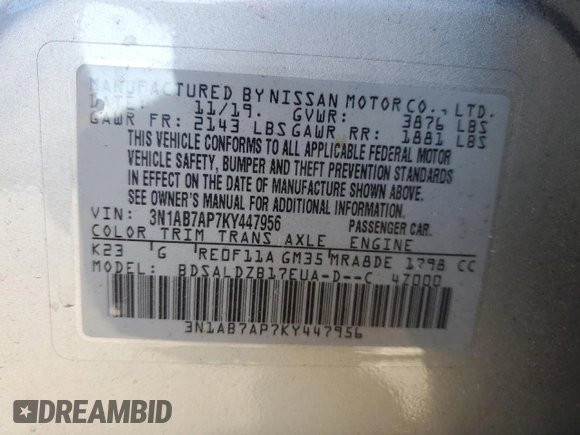 MANUFACTURED BY NISSAN MOTOR CO., LTD.
DATE: 11/19. GVWR: 3876 LBS
GAWR FR: 2143 LBS GAWR RR: 1881 LBS
THIS VEHICLE CONFORMS TO ALL APPLICABLE FEDERAL MOTOR
VEHICLE SAFETY, BUMPER AND THEFT PREVENTION STANDARDS
IN EFFECT ON THE DATE OF MANUFACTURE SHOWN ABOVE.
SEE OWNER'S MANUAL FOR ADDITIONAL INFORMATION.
VIN: 3N1AB7AP7KY447956 PASSENGER CAR.
COLOR TRIM TRANS AXLE ENGINE
K23 G RE0F11A GM35 MRA8DE 1798 CC
MODEL: BDSALDZB17EUA-D--C 4Z000
3N1AB7AP7KY447956
DREAMBID